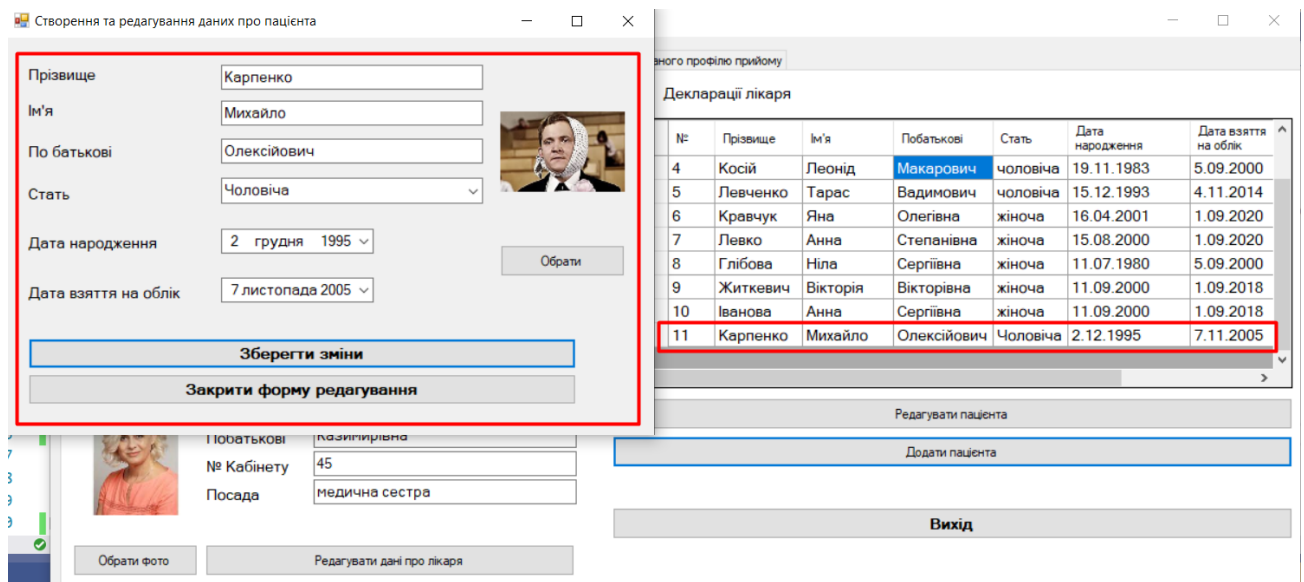 Створення та редагування даних про пацієнта
Прізвище Карпенко
Ім'я Михайло
По батькові Олексійович
Стать Чоловіча
Дата народження 2 грудня 1995
Обрати
Дата взяття на облік 7 листопада 2005
Зберегти зміни
Закрити форму редагування
ного профілю прийому
Декларації лікаря
№ Прізвище Ім'я Побатькові Стать Дата народження Дата взяття на облік
4 Косій Леонід Макарович чоловіча 19.11.1983 5.09.2000
5 Левченко Тарас Вадимович чоловіча 15.12.1993 4.11.2014
6 Кравчук Яна Олегівна жіноча 16.04.2001 1.09.2020
7 Левко Анна Степанівна жіноча 15.08.2000 1.09.2020
8 Глібова Ніла Сергіївна жіноча 11.07.1980 5.09.2000
9 Житкевич Вікторія Вікторівна жіноча 11.09.2000 1.09.2018
10 Іванова Анна Сергіївна жіноча 11.09.2000 1.09.2018
11 Карпенко Михайло Олексійович Чоловіча 2.12.1995 7.11.2005
Редагувати пацієнта
Додати пацієнта
Вихід
Побатькові Казимирівна
№ Кабінету 45
Посада медична сестра
Обрати фото
Редагувати дані про лікаря